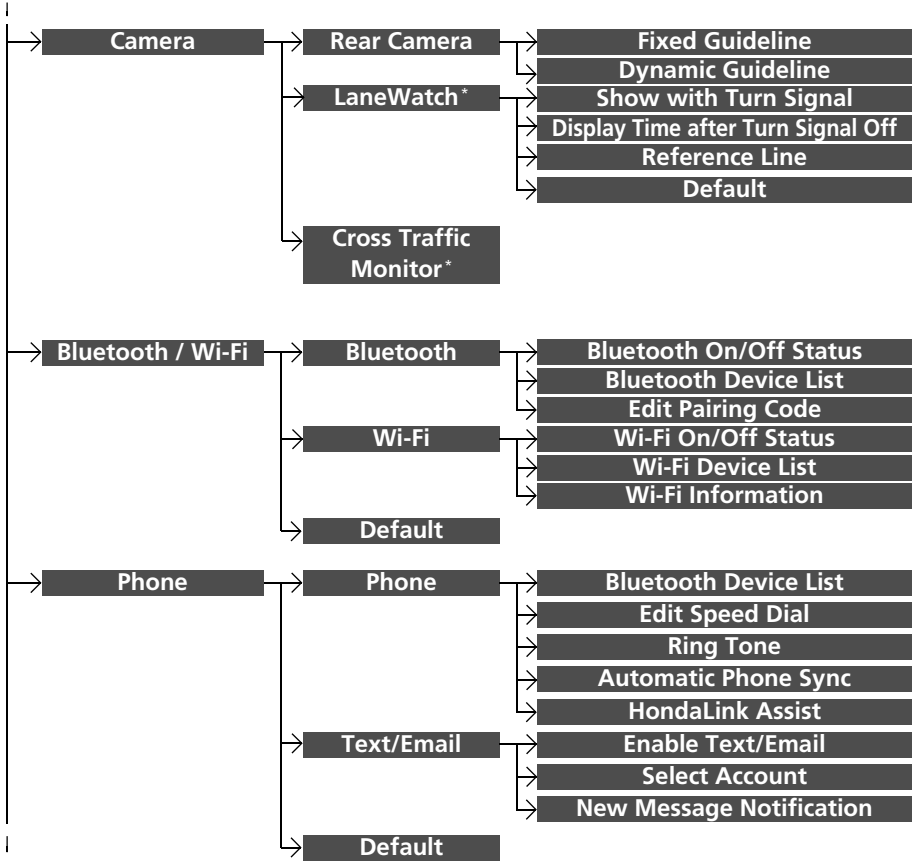 Camera
Rear Camera
Fixed Guideline
Dynamic Guideline
LaneWatch*
Show with Turn Signal
Display Time after Turn Signal Off
Reference Line
Default
Cross Traffic
Monitor*
Bluetooth / Wi-Fi
Bluetooth
Bluetooth On/Off Status
Bluetooth Device List
Edit Pairing Code
Wi-Fi
Wi-Fi On/Off Status
Wi-Fi Device List
Wi-Fi Information
Default
Phone
Phone
Bluetooth Device List
Edit Speed Dial
Ring Tone
Automatic Phone Sync
HondaLink Assist
Text/Email
Enable Text/Email
Select Account
New Message Notification
Default